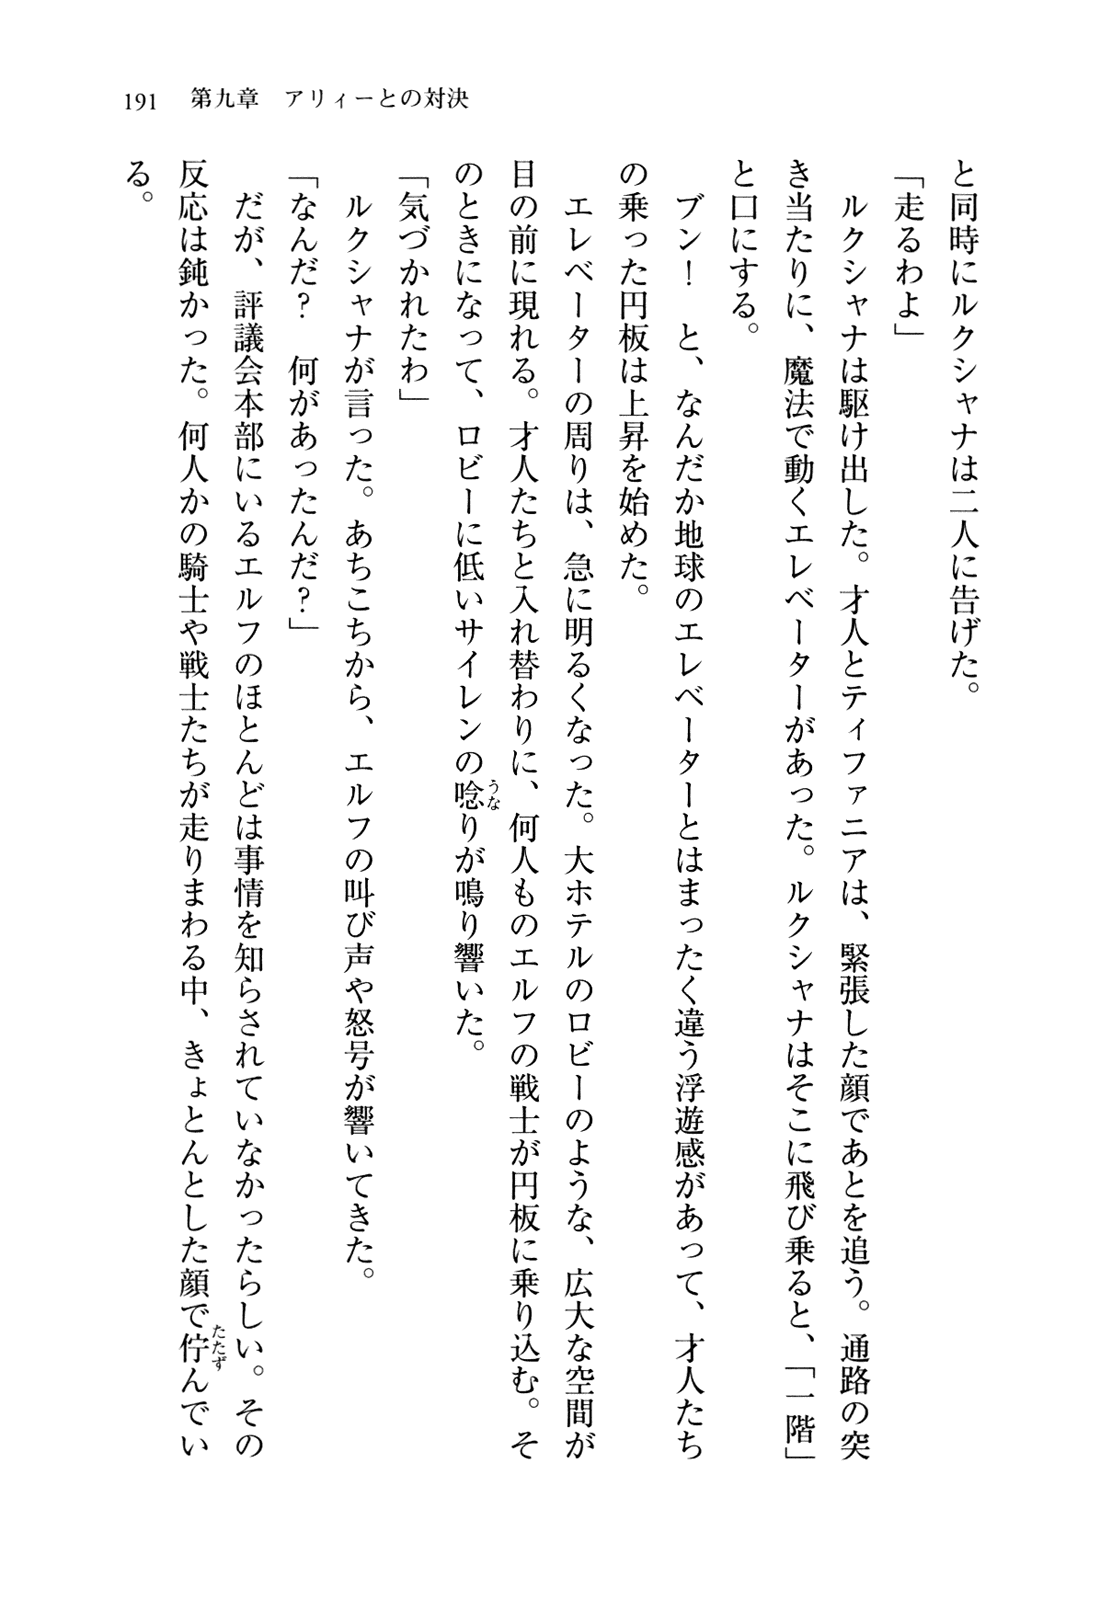 191　第九章　アリィーとの対決
と同時にルクシャナは二人に告げた。
「走るわよ」
　ルクシャナは駆け出した。才人とティファニアは、緊張した顔であとを追う。通路の突
き当たりに、魔法で動くエレベーターがあった。ルクシャナはそこに飛び乗ると、「一階」
と口にする。
　ブン！　と、なんだか地球のエレベーターとはまったく違う浮遊感があって、才人たち
の乗った円板は上昇を始めた。
　エレベーターの周りは、急に明るくなった。大ホテルのロビーのような、広大な空間が
目の前に現れる。才人たちと入れ替わりに、何人ものエルフの戦士が円板に乗り込む。そ
のときになって、ロビーに低いサイレンの唸うなりが鳴り響いた。
「気づかれたわ」
　ルクシャナが言った。あちこちから、エルフの叫び声や怒号が響いてきた。
「なんだ？　何があったんだ？」
　だが、評議会本部にいるエルフのほとんどは事情を知らされていなかったらしい。その
反応は鈍かった。何人かの騎士や戦士たちが走りまわる中、きょとんとした顔で佇たたずんでい
る。